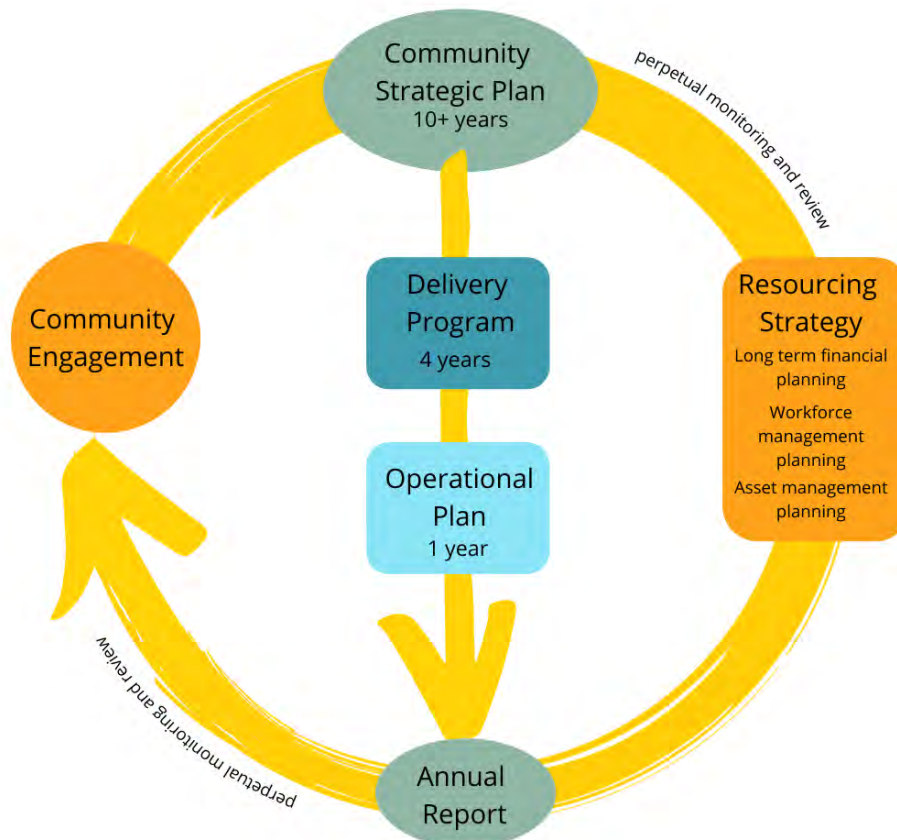 Community
Strategic Plan
10+ years
perpetual monitoring and review
Community
Engagement
Delivery
Program
4 years
Resourcing
Strategy
Long term financial
planning
Workforce
management
planning
Asset management
planning
Operational
Plan
1 year
perpetual monitoring and review
Annual
Report